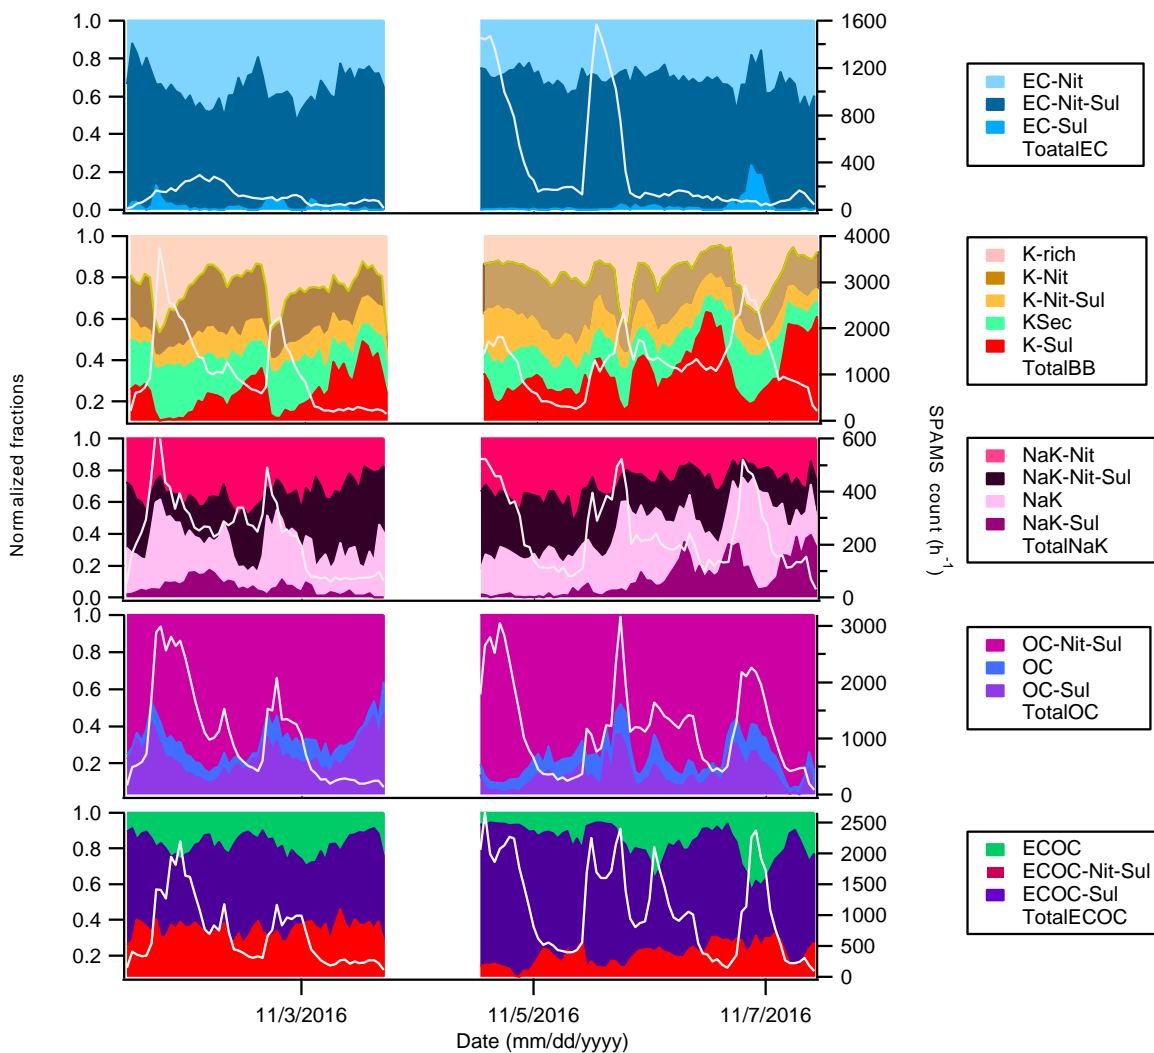 Normalized fractions
1.0
0.8
0.6
0.4
0.2
0.0
1600
1200
800
400
0
EC-Nit
EC-Nit-Sul
EC-Sul
ToatalEC
1.0
0.8
0.6
0.4
0.2
4000
3000
2000
1000
0
K-rich
K-Nit
K-Nit-Sul
KSec
K-Sul
TotalBB
1.0
0.8
0.6
0.4
0.2
0.0
600
400
200
0
NaK-Nit
NaK-Nit-Sul
NaK
NaK-Sul
TotalNaK
1.0
0.8
0.6
0.4
0.2
3000
2000
1000
0
OC-Nit-Sul
OC
OC-Sul
TotalOC
1.0
0.8
0.6
0.4
0.2
2500
2000
1500
1000
500
0
ECOC
ECOC-Nit-Sul
ECOC-Sul
TotalECOC
SPAMS count (h⁻¹)
11/3/2016 11/5/2016 11/7/2016
Date (mm/dd/yyyy)